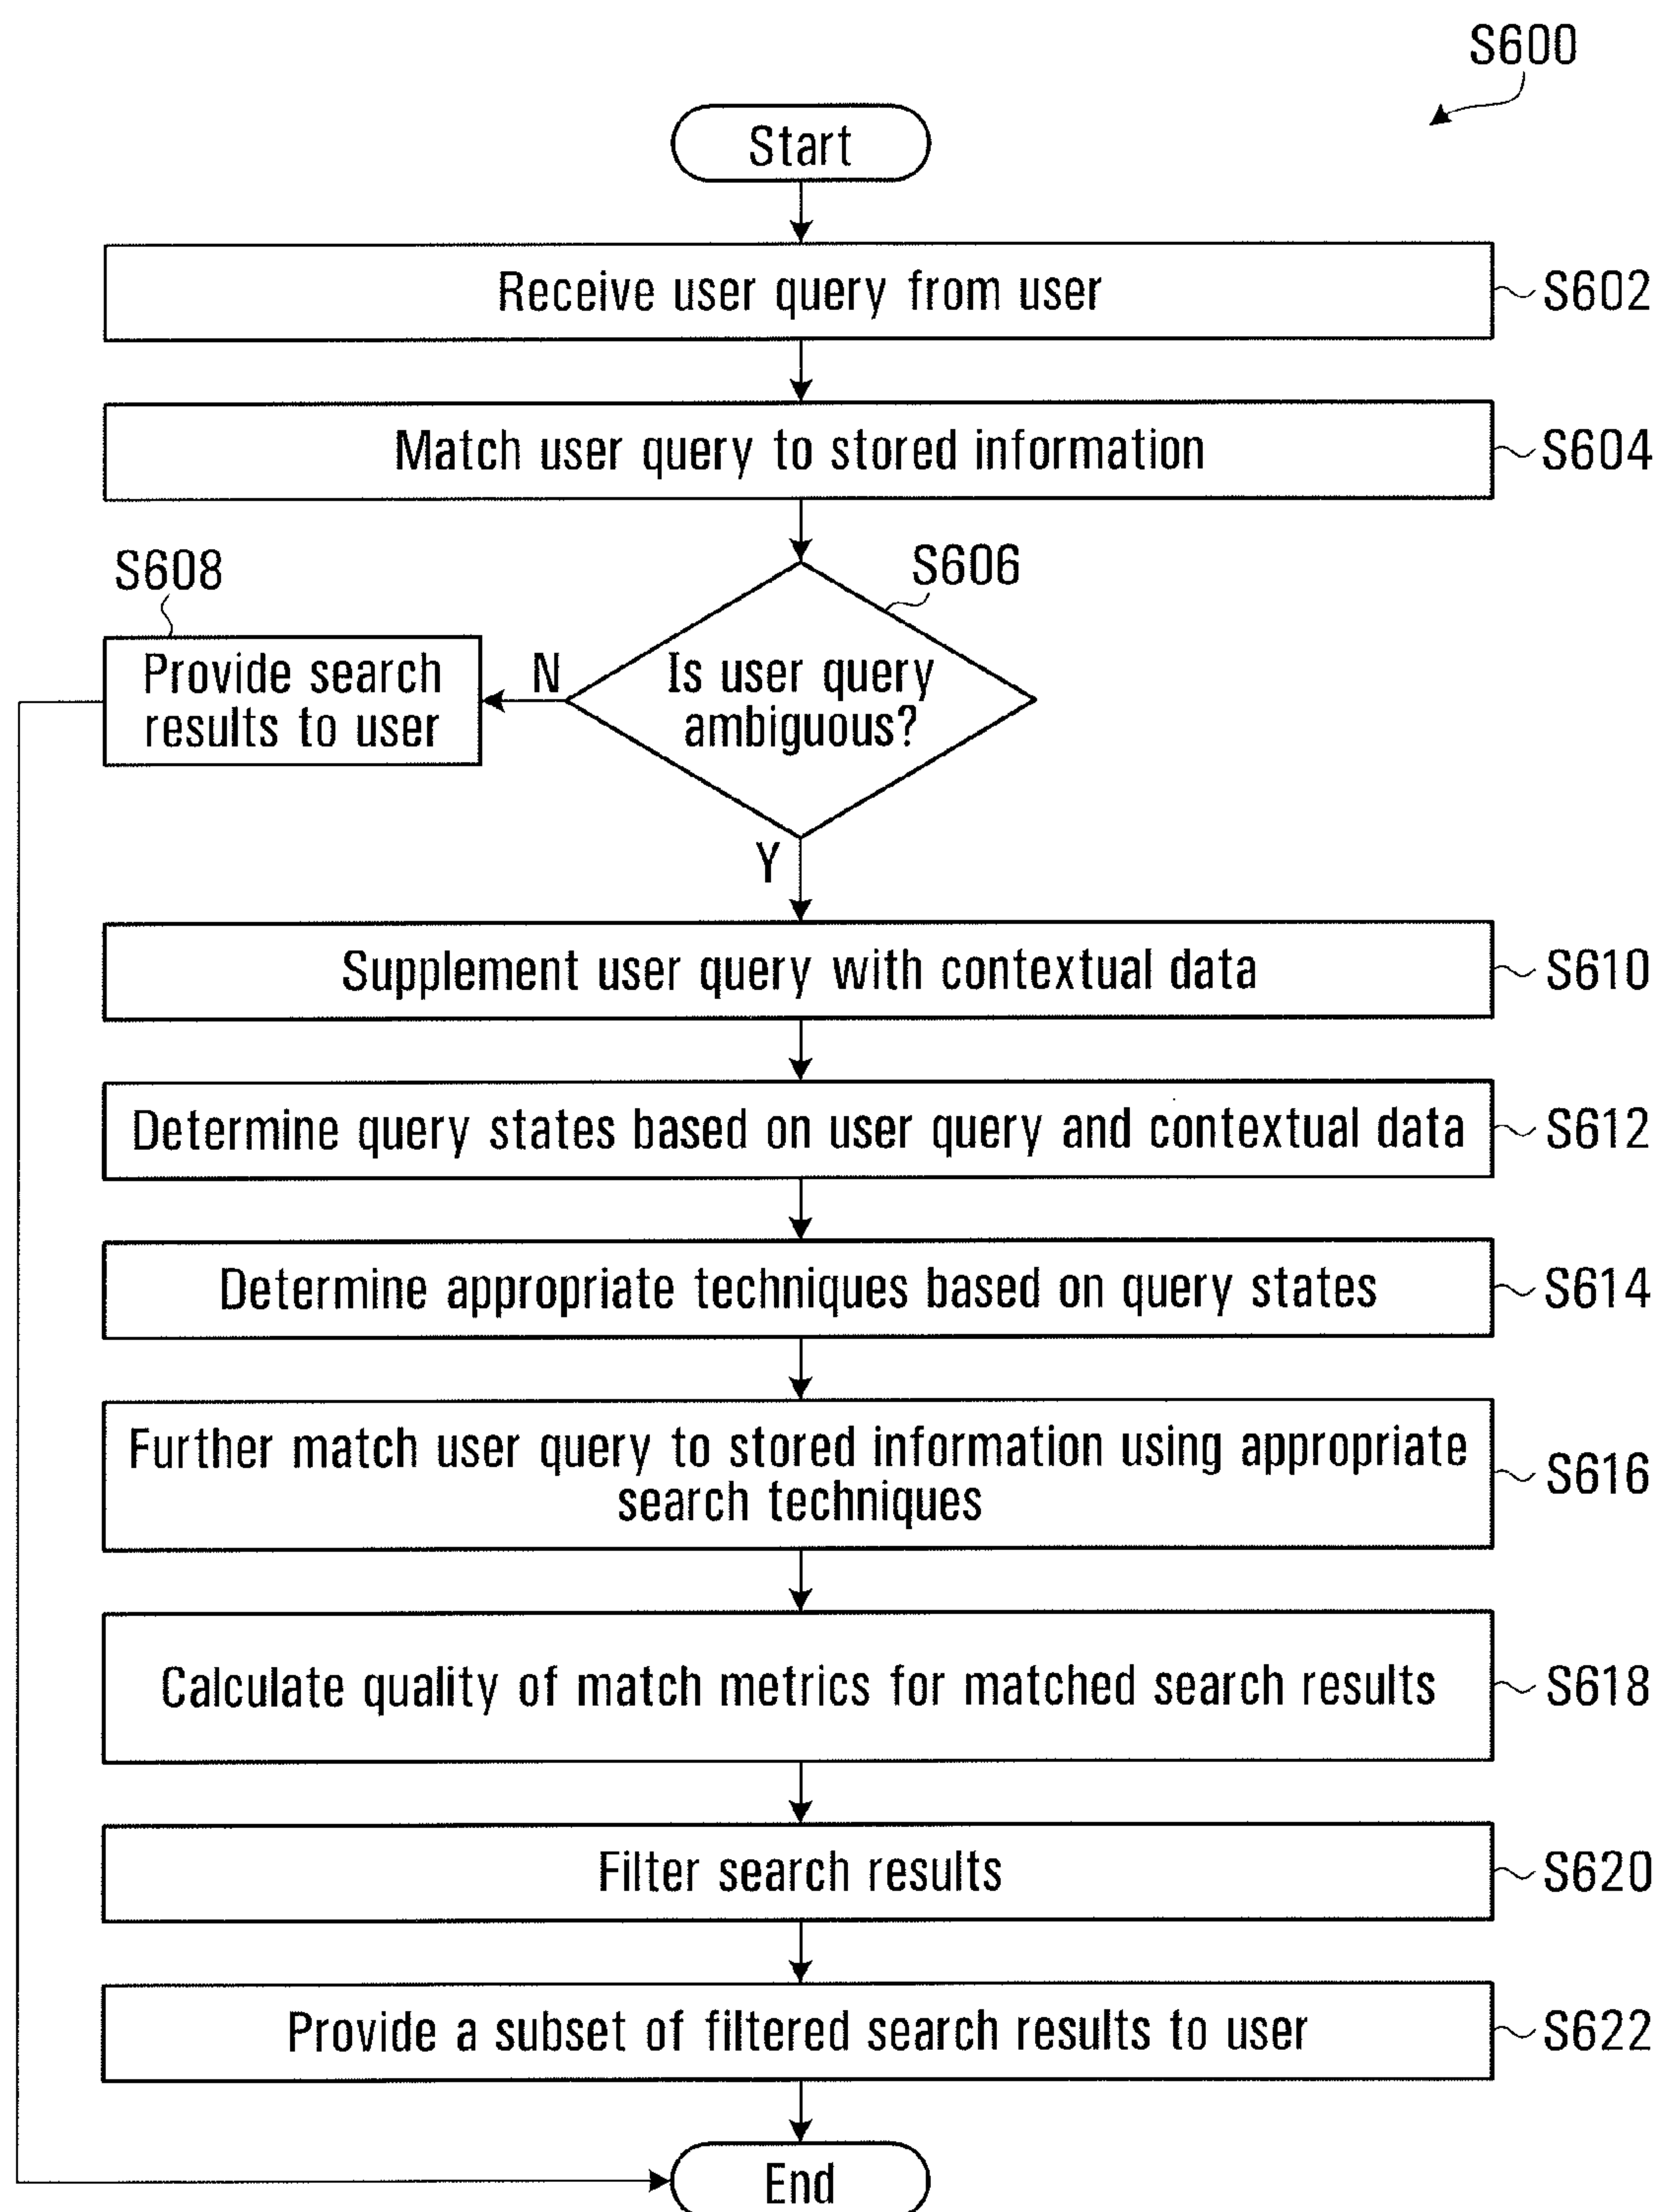 S600
Start
Receive user query from user
S602
Match user query to stored information
S604
S608
S606
Provide search
results to user
N
Is user query
ambiguous?
Y
Supplement user query with contextual data
S610
Determine query states based on user query and contextual data
S612
Determine appropriate techniques based on query states
S614
Further match user query to stored information using appropriate
search techniques
S616
Calculate quality of match metrics for matched search results
S618
Filter search results
S620
Provide a subset of filtered search results to user
S622
End